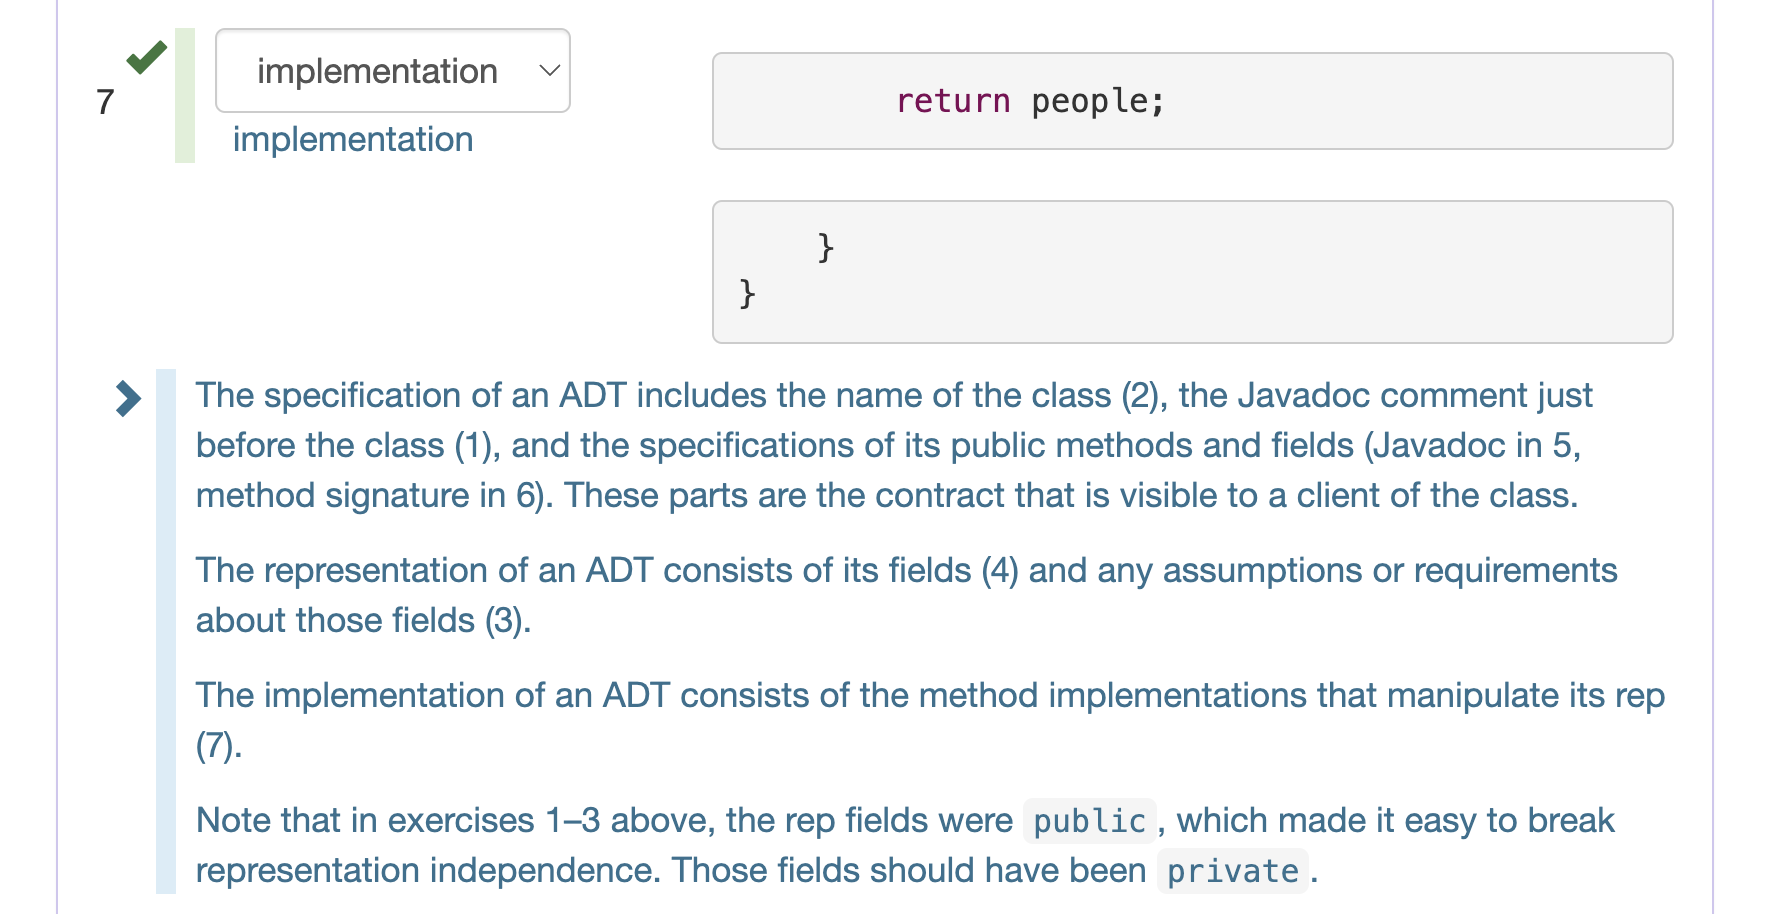 7
implementation
implementation
return people;
}
}
The specification of an ADT includes the name of the class (2), the Javadoc comment just
before the class (1), and the specifications of its public methods and fields (Javadoc in 5,
method signature in 6). These parts are the contract that is visible to a client of the class.
The representation of an ADT consists of its fields (4) and any assumptions or requirements
about those fields (3).
The implementation of an ADT consists of the method implementations that manipulate its rep
(7).
Note that in exercises 1–3 above, the rep fields were public, which made it easy to break
representation independence. Those fields should have been private.